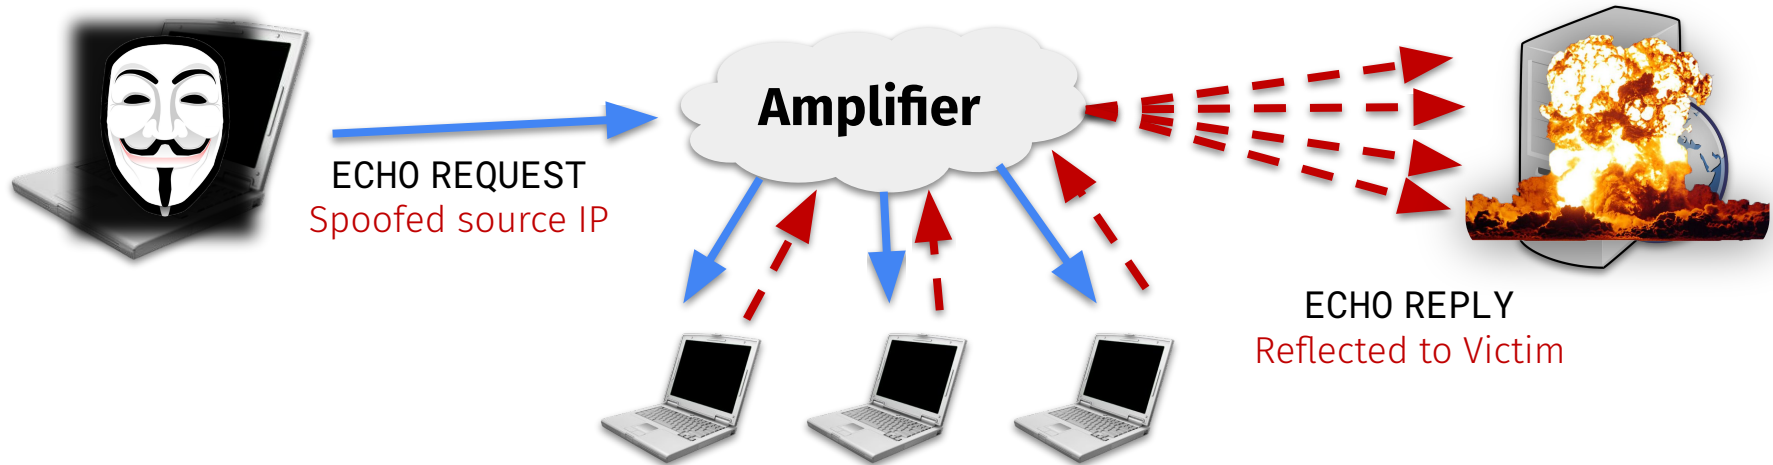 Amplifier
ECHO REQUEST
Spoofed source IP
ECHO REPLY
Reflected to Victim